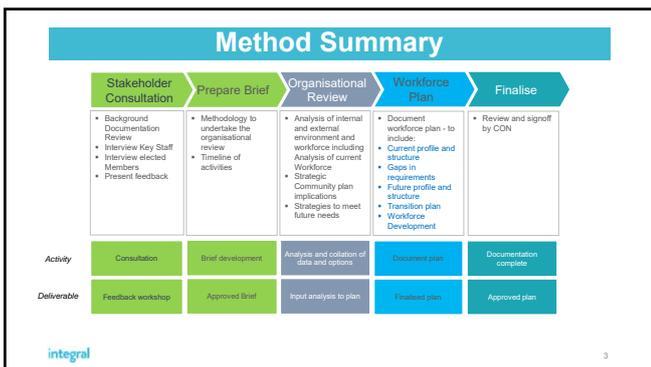 Method Summary
Stakeholder
Consultation
Prepare Brief
Organisational
Review
Workforce
Plan
Finalise
Background
Documentation
Review
Interview Key Staff
Interview elected
Members
Present feedback
Methodology to
undertake the
organisational
review
Timeline of
activities
Analysis of internal
and external
environment and
workforce including
Analysis of current
Workforce
Strategic
Community plan
implications
Strategies to meet
future needs
Document
workforce plan - to
include:
Current profile and
structure
Gaps in
requirements
Future profile and
structure
Transition plan
Workforce
Development
Review and signoff
by CON
Activity
Consultation
Brief development
Analysis and collation of
data and options
Document plan
Documentation
complete
Deliverable
Feedback workshop
Approved Brief
Input analysis to plan
Finalised plan
Approved plan
integral
3